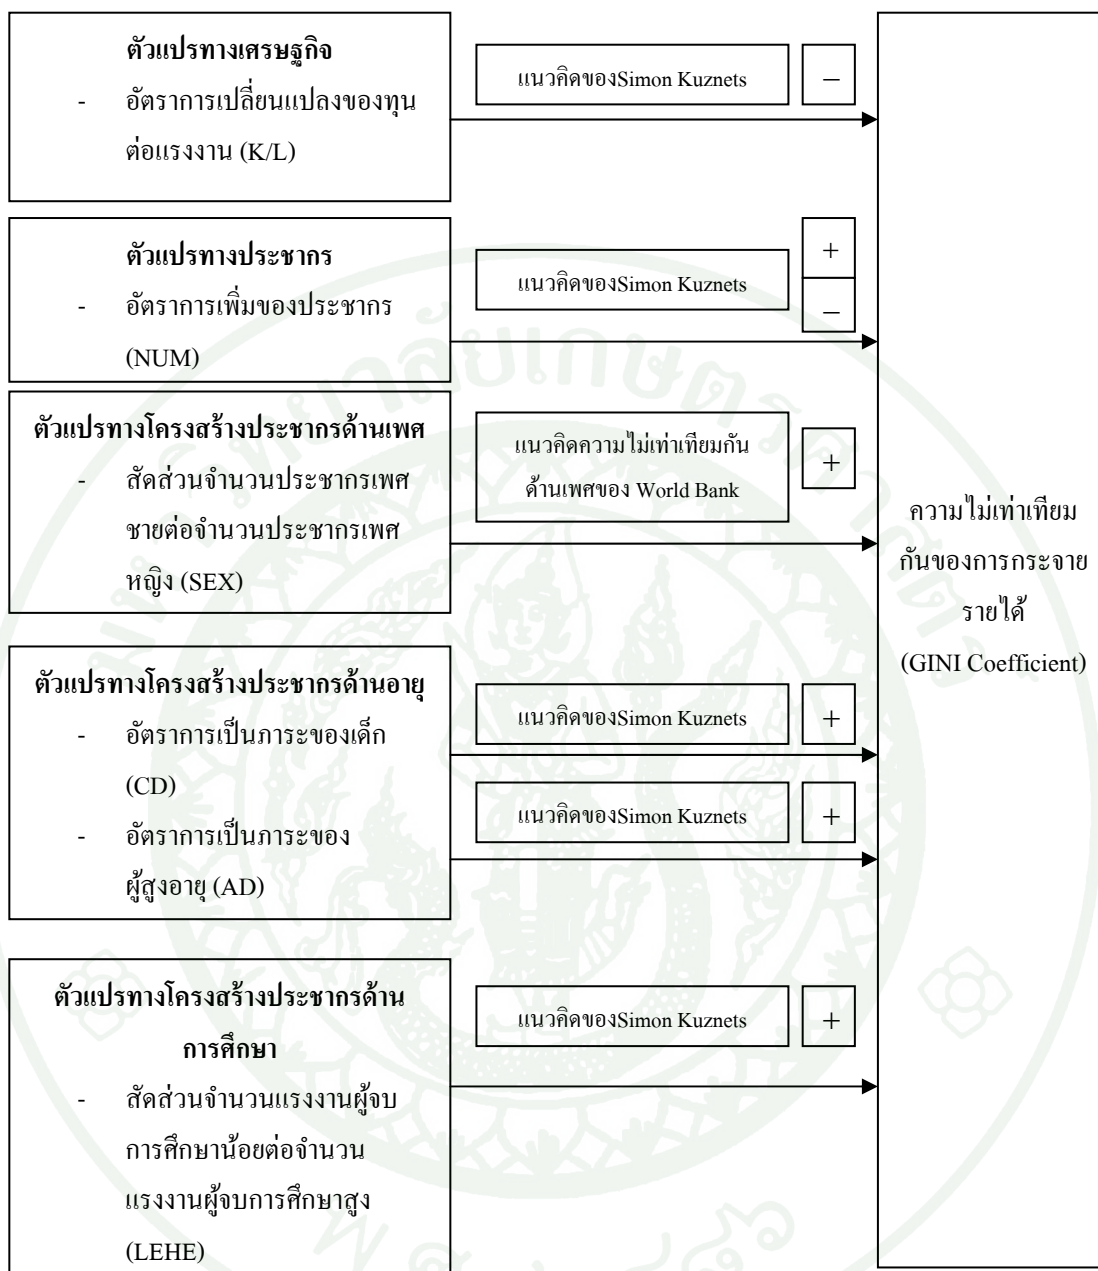 ตัวแปรทางเศรษฐกิจ
- อัตราการเปลี่ยนแปลงของทุน
ต่อแรงงาน (K/L)
แนวคิดของSimon Kuznets
−
ตัวแปรทางประชากร
- อัตราการเพิ่มของประชากร
(NUM)
แนวคิดของSimon Kuznets
+
−
ตัวแปรทางโครงสร้างประชากรด้านเพศ
- สัดส่วนจำนวนประชากรเพศ
ชายต่อจำนวนประชากรเพศ
หญิง (SEX)
แนวคิดความไม่เท่าเทียมกัน
ด้านเพศของ World Bank
+
ตัวแปรทางโครงสร้างประชากรด้านอายุ
- อัตราการเป็นภาระของเด็ก
(CD)
- อัตราการเป็นภาระของ
ผู้สูงอายุ (AD)
แนวคิดของSimon Kuznets
+
แนวคิดของSimon Kuznets
+
ตัวแปรทางโครงสร้างประชากรด้าน
การศึกษา
- สัดส่วนจำนวนแรงงานผู้จบ
การศึกษาน้อยต่อจำนวน
แรงงานผู้จบการศึกษาสูง
(LEHE)
แนวคิดของSimon Kuznets
+
ความไม่เท่าเทียม
กันของการกระจาย
รายได้
(GINI Coefficient)
มหาวิทยาลัยเกษตรศาสตร์